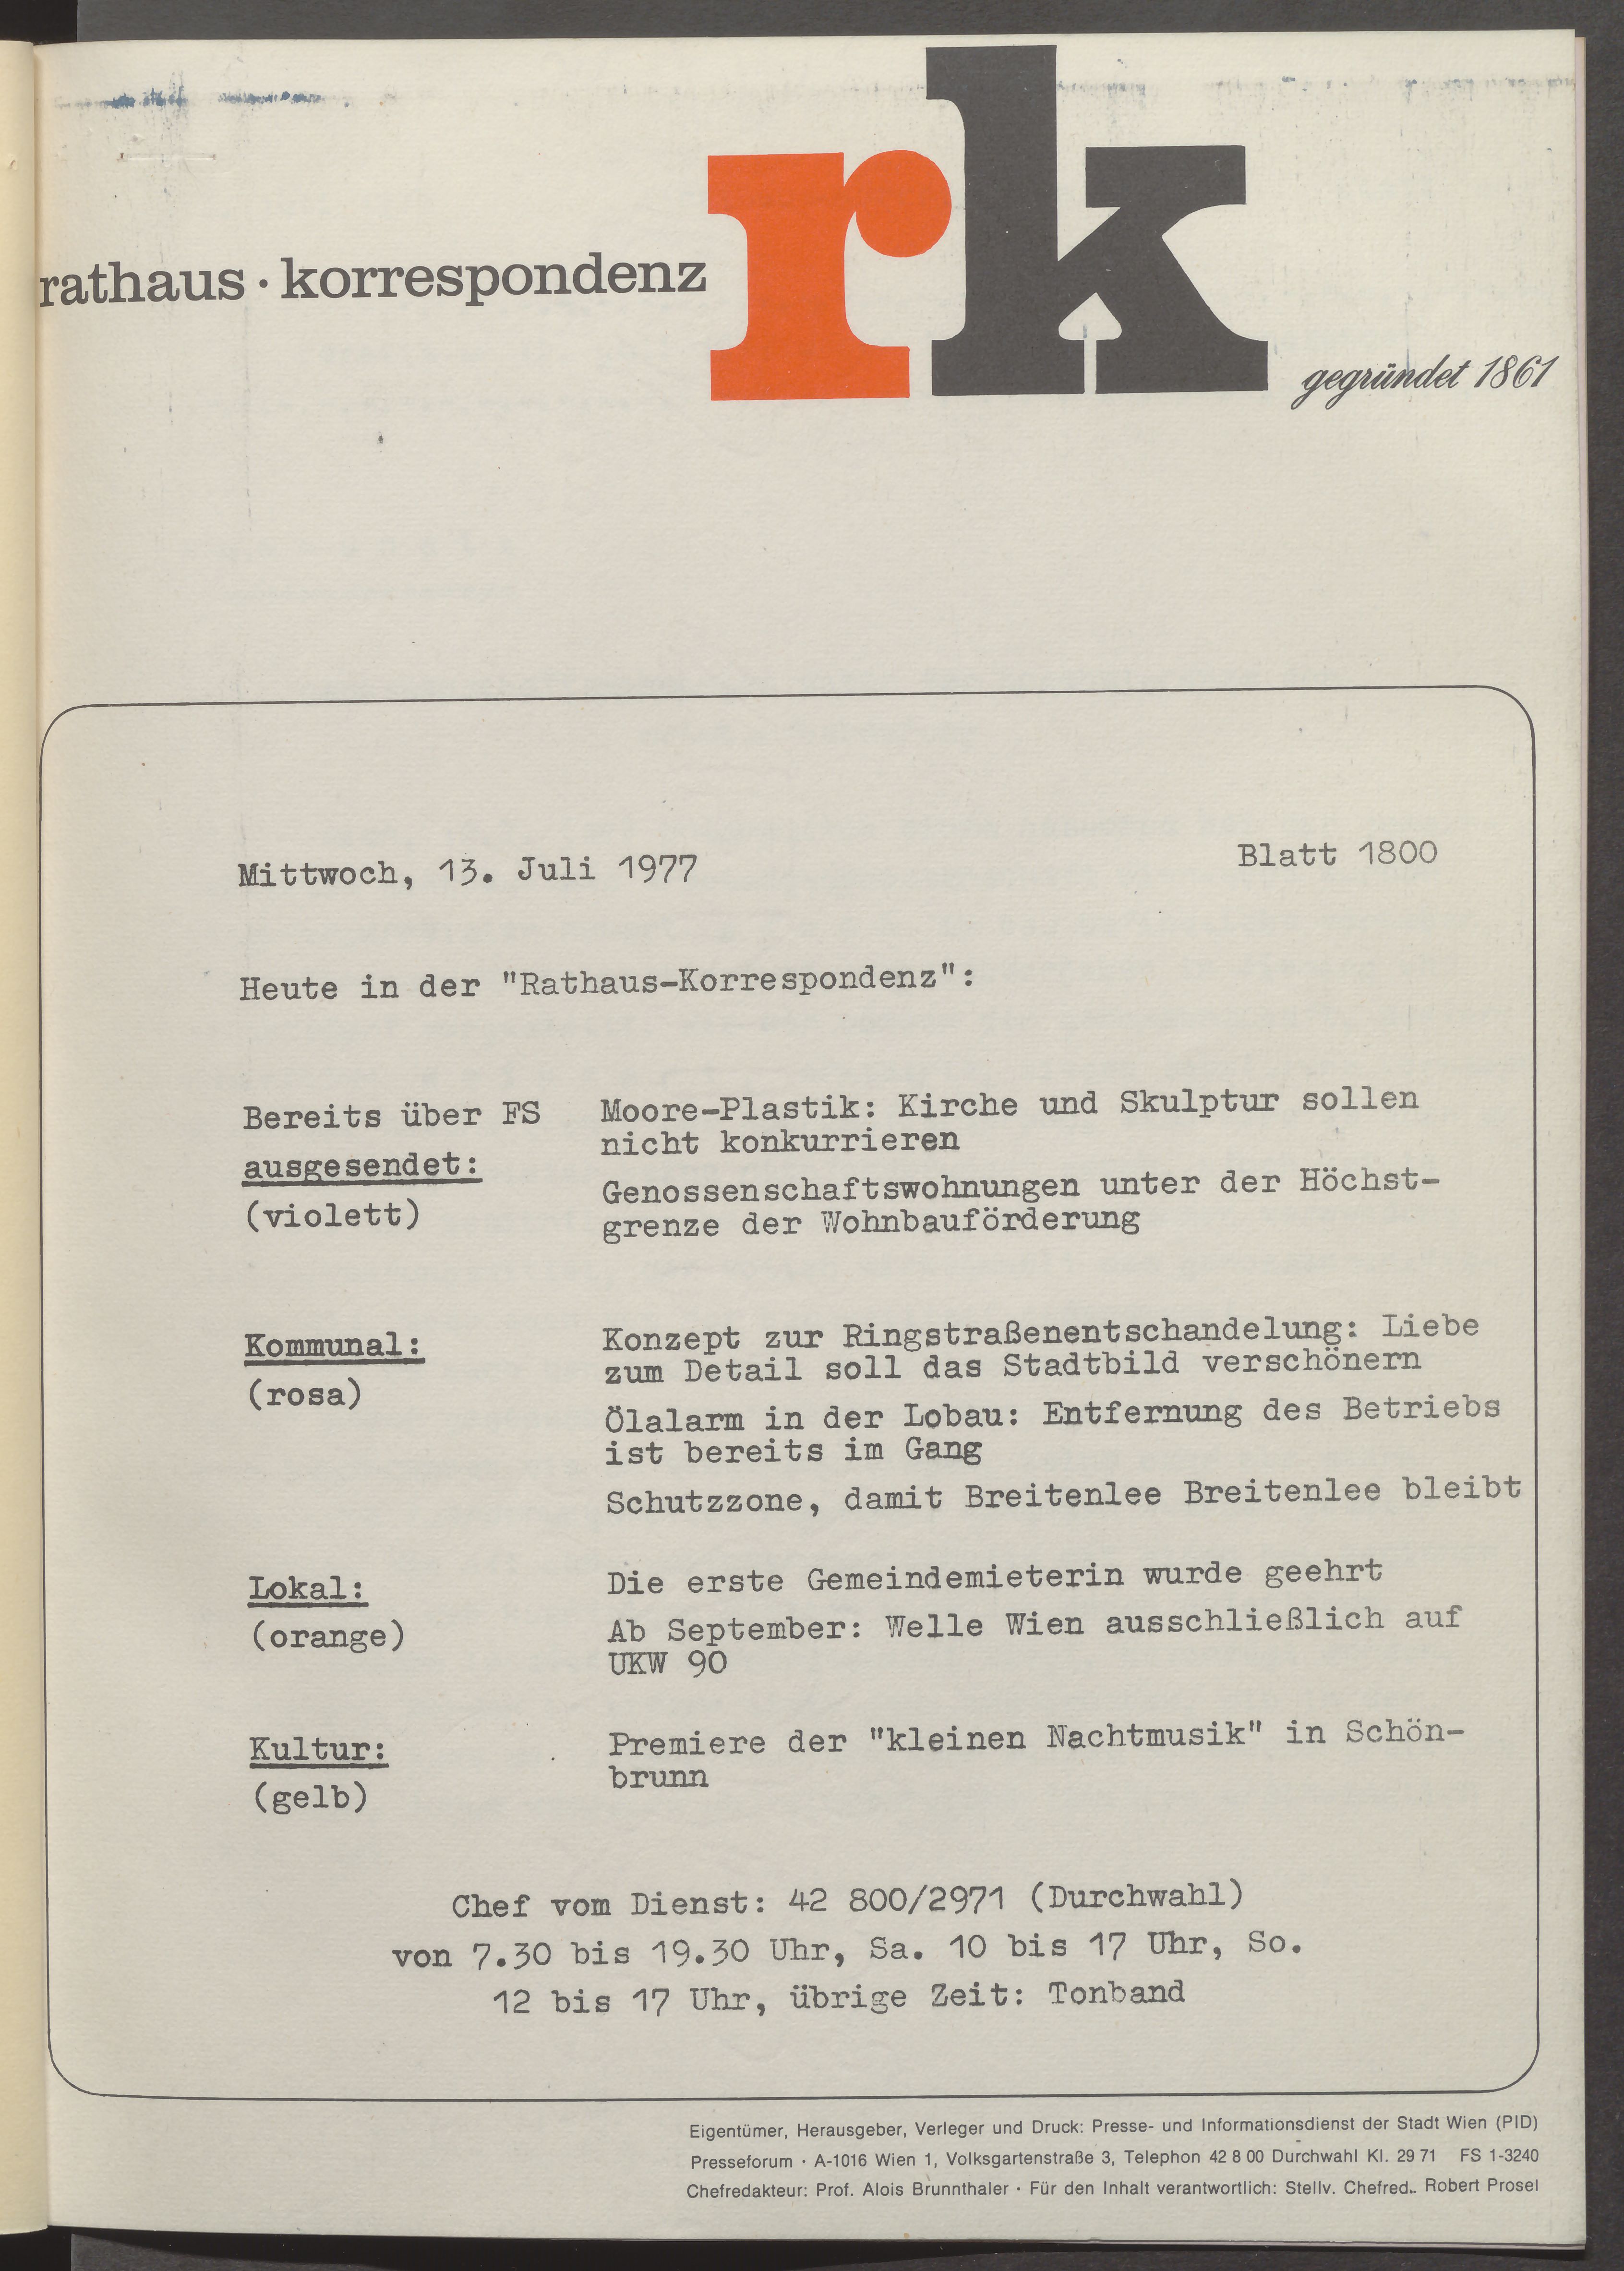 rathaus · korrespondenz
rk
gegründet 1861
Mittwoch, 13. Juli 1977
Blatt 1800
Heute in der "Rathaus-Korrespondenz":
Bereits über FS
ausgesendet:
(violett)
Moore-Plastik: Kirche und Skulptur sollen
nicht konkurrieren
Genossenschaftswohnungen unter der Höchst-
grenze der Wohnbauförderung
Kommunal:
(rosa)
Konzept zur Ringstraßenentschandelung: Liebe
zum Detail soll das Stadtbild verschönern
Ölalarm in der Lobau: Entfernung des Betriebs
ist bereits im Gang
Schutzzone, damit Breitenlee Breitenlee bleibt
Lokal:
(orange)
Die erste Gemeindemieterin wurde geehrt
Ab September: Welle Wien ausschließlich auf
UKW 90
Kultur:
(gelb)
Premiere der "kleinen Nachtmusik" in Schön-
brunn
Chef vom Dienst: 42 800/2971 (Durchwahl)
von 7.30 bis 19.30 Uhr, Sa. 10 bis 17 Uhr, So.
12 bis 17 Uhr, übrige Zeit: Tonband
Eigentümer, Herausgeber, Verleger und Druck: Presse- und Informationsdienst der Stadt Wien (PID)
Presseforum · A-1016 Wien 1, Volksgartenstraße 3, Telephon 42 8 00 Durchwahl Kl. 29 71 FS 1-3240
Chefredakteur: Prof. Alois Brunnthaler · Für den Inhalt verantwortlich: Stellv. Chefred.. Robert Prosel